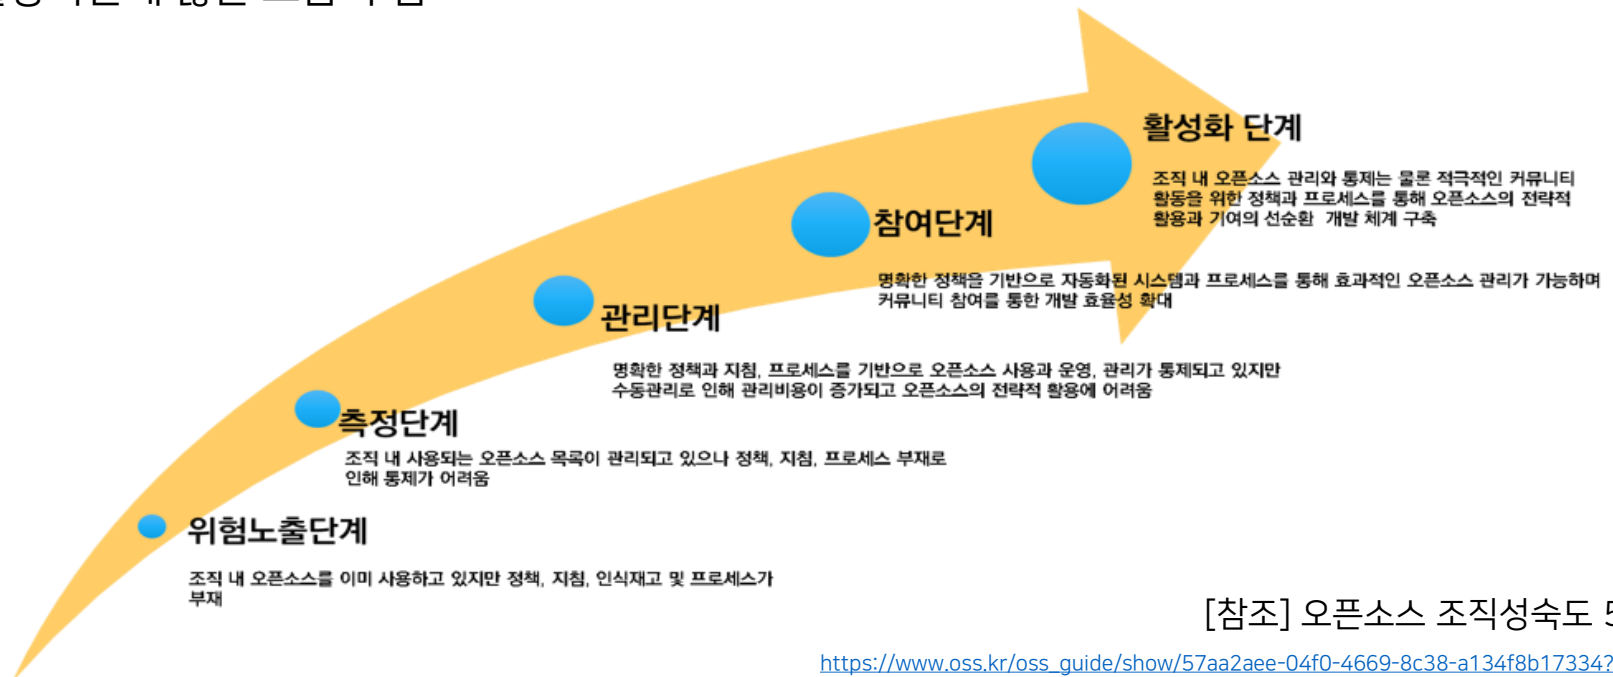 활성화 단계
조직 내 오픈소스 관리와 통제는 물론 적극적인 커뮤니티
활동을 위한 정책과 프로세스를 통해 오픈소스의 전략적
활용과 기여의 선순환 개발 체계 구축
참여단계
명확한 정책을 기반으로 자동화된 시스템과 프로세스를 통해 효과적인 오픈소스 관리가 가능하며
커뮤니티 참여를 통한 개발 효율성 확대
관리단계
명확한 정책과 지침, 프로세스를 기반으로 오픈소스 사용과 운영, 관리가 통제되고 있지만
수동관리로 인해 관리비용이 증가되고 오픈소스의 전략적 활용에 어려움
측정단계
조직 내 사용되는 오픈소스 목록이 관리되고 있으나 정책, 지침, 프로세스 부재로
인해 통제가 어려움
위험노출단계
조직 내 오픈소스를 이미 사용하고 있지만 정책, 지침, 인식재고 및 프로세스가
부재
[참조] 오픈소스 조직성숙도 5
https://www.oss.kr/oss_guide/show/57aa2aee-04f0-4669-8c38-a134f8b17334?